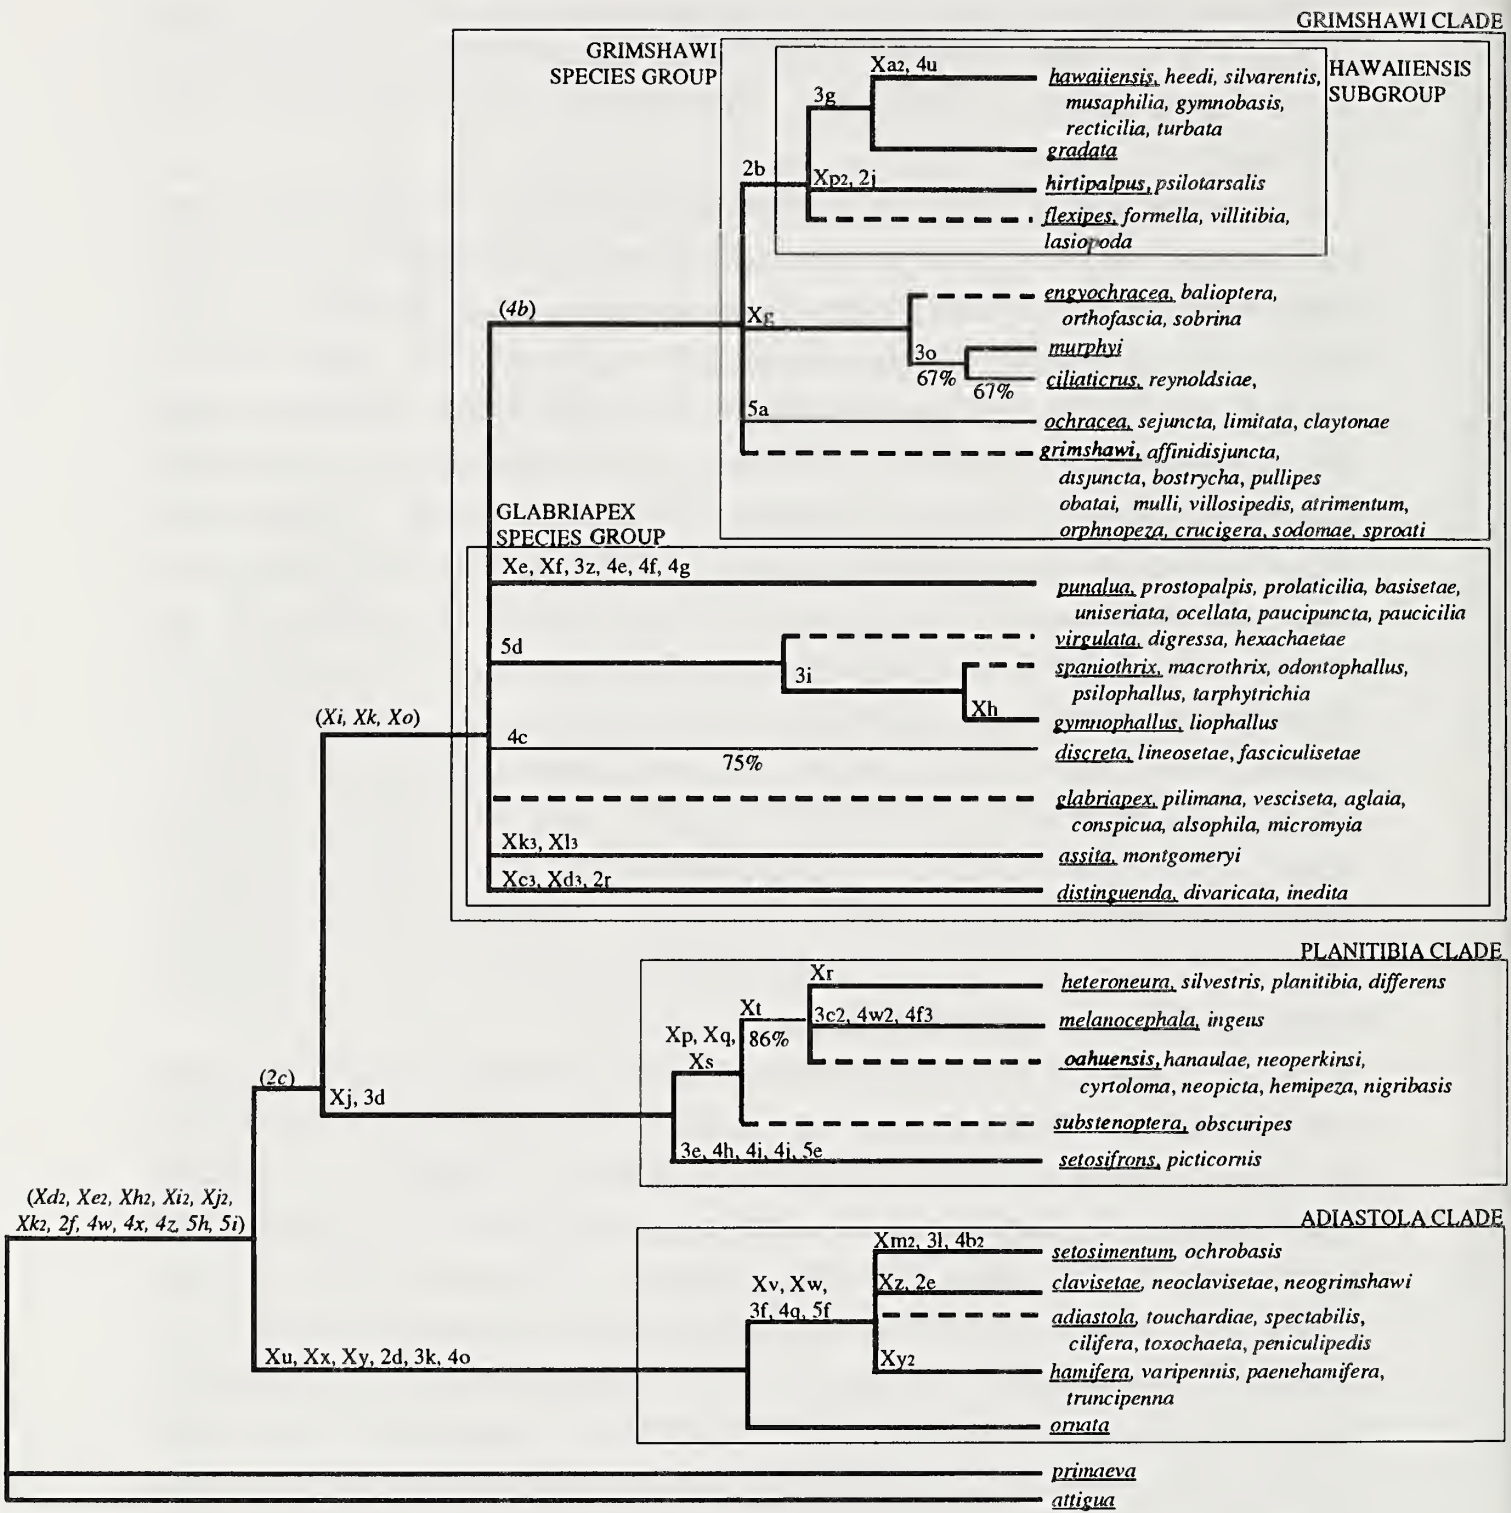 GRIMSHAWI CLADE
GRIMSHAWI
SPECIES GROUP
HAWAIIENSIS
SUBGROUP
Xa2, 4u
hawaiiensis, heedi, silvarentis,
musaphilia, gymnobasis,
recticilia, turbata
3g
gradata
2b
Xp2, 2j
hirtipalpus, psilotarsalis
flexipes, formella, villitibia,
lasiopoda
(4b)
engyochracea, balioptera,
orthofascia, sobrina
Xg
murphyi
3o
67%
67%
ciliaticrus, reynoldsiae,
5a
ochracea, sejuncta, limitata, claytonae
grimshawi, affinidisjuncta,
disjuncta, bostrycha, pullipes
obatai, mulli, villosipedis, atrimentum,
orphnopeza, crucigera, sodomae, sproati
GLABRIAPEX
SPECIES GROUP
Xe, Xf, 3z, 4e, 4f, 4g
punalua, prostopalpis, prolaticilia, basisetae,
uniseriata, ocellata, paucipuncta, paucicilia
5d
virgulata, digressa, hexachaetae
3i
spaniothrix, macrothrix, odontophallus,
psilophallus, tarphytrichia
Xh
gymnophallus, liophallus
(Xi, Xk, Xo)
4c
75%
discreta, lineosetae, fasciculisetae
glabriapex, pilimana, vesciseta, aglaia,
conspicua, alsophila, micromyia
Xk3, Xl3
assita, montgomeryi
Xc3, Xd3, 2r
distinguenda, divaricata, inedita
PLANITIBIA CLADE
Xr
heteroneura, silvestris, planitibia, differens
Xt
86%
3c2, 4w2, 4f3
melanocephala, ingens
Xp, Xq,
Xs
oahuensis, hanaulae, neoperkinsi,
cyrtoloma, neopicta, hemipeza, nigribasis
(2c)
Xj, 3d
substenoptera, obscuripes
3e, 4h, 4i, 4j, 5e
setosifrons, picticornis
(Xd2, Xe2, Xh2, Xi2, Xj2,
Xk2, 2f, 4w, 4x, 4z, 5h, 5i)
ADIASTOLA CLADE
Xm2, 3l, 4b2
setosimentum, ochrobasis
Xv, Xw,
3f, 4q, 5f
Xz, 2e
clavisetae, neoclavisetae, neogrimshawi
adiastola, touchardiae, spectabilis,
cilifera, toxochaeta, peniculipedis
Xu, Xx, Xy, 2d, 3k, 4o
Xy2
hamifera, varipennis, paenehamifera,
truncipenna
ornata
primaeva
attigua